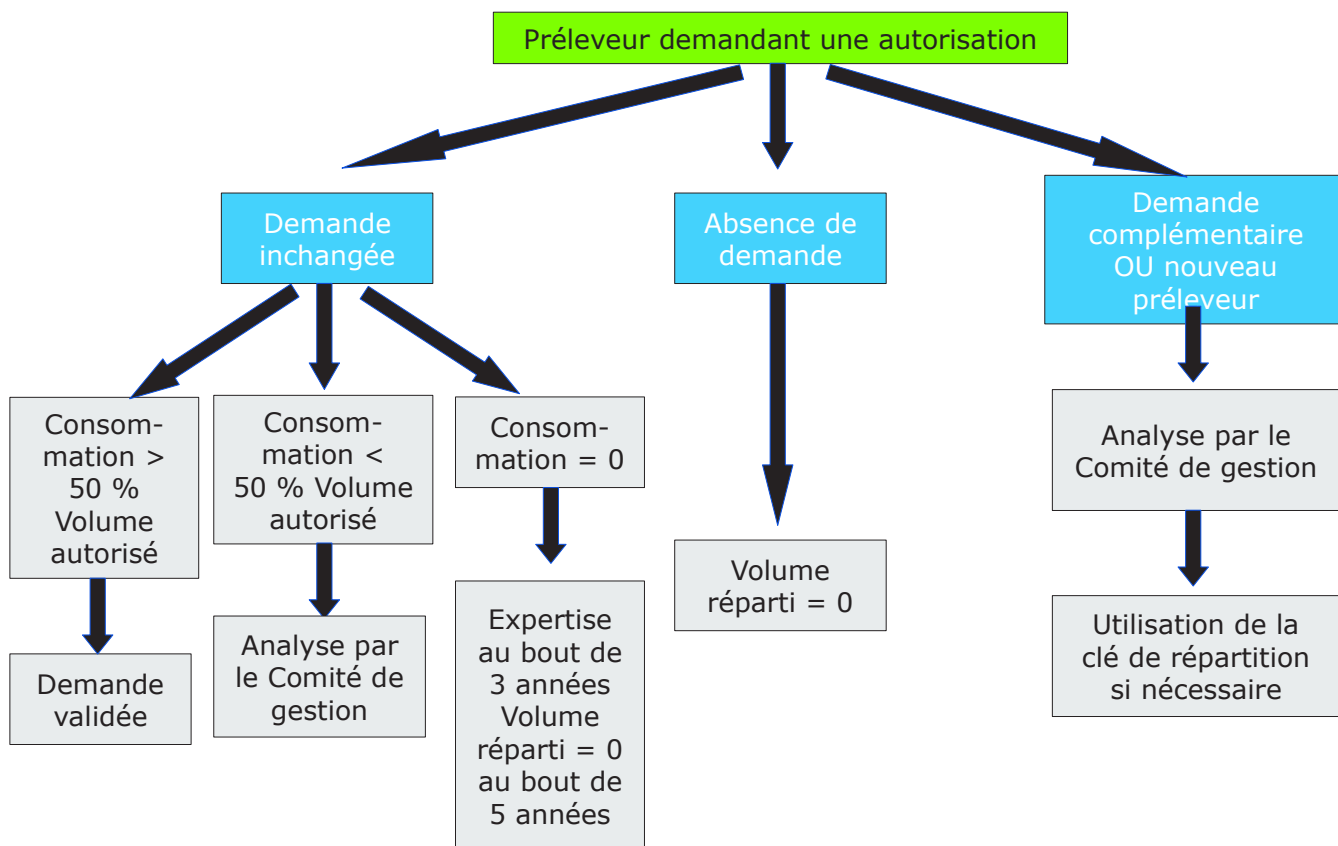 Préleveur demandant une autorisation
Demande
inchangée
Absence de
demande
Demande
complémentaire
OU nouveau
préleveur
Consom-
mation >
50 %
Volume
autorisé
Consom-
mation <
50 % Volume
autorisé
Consom-
mation = 0
Analyse par le
Comité de gestion
Demande
validée
Analyse par
le Comité de
gestion
Expertise
au bout de
3 années
Volume
réparti = 0
au bout de
5 années
Volume
réparti = 0
Utilisation de la
clé de répartition
si nécessaire